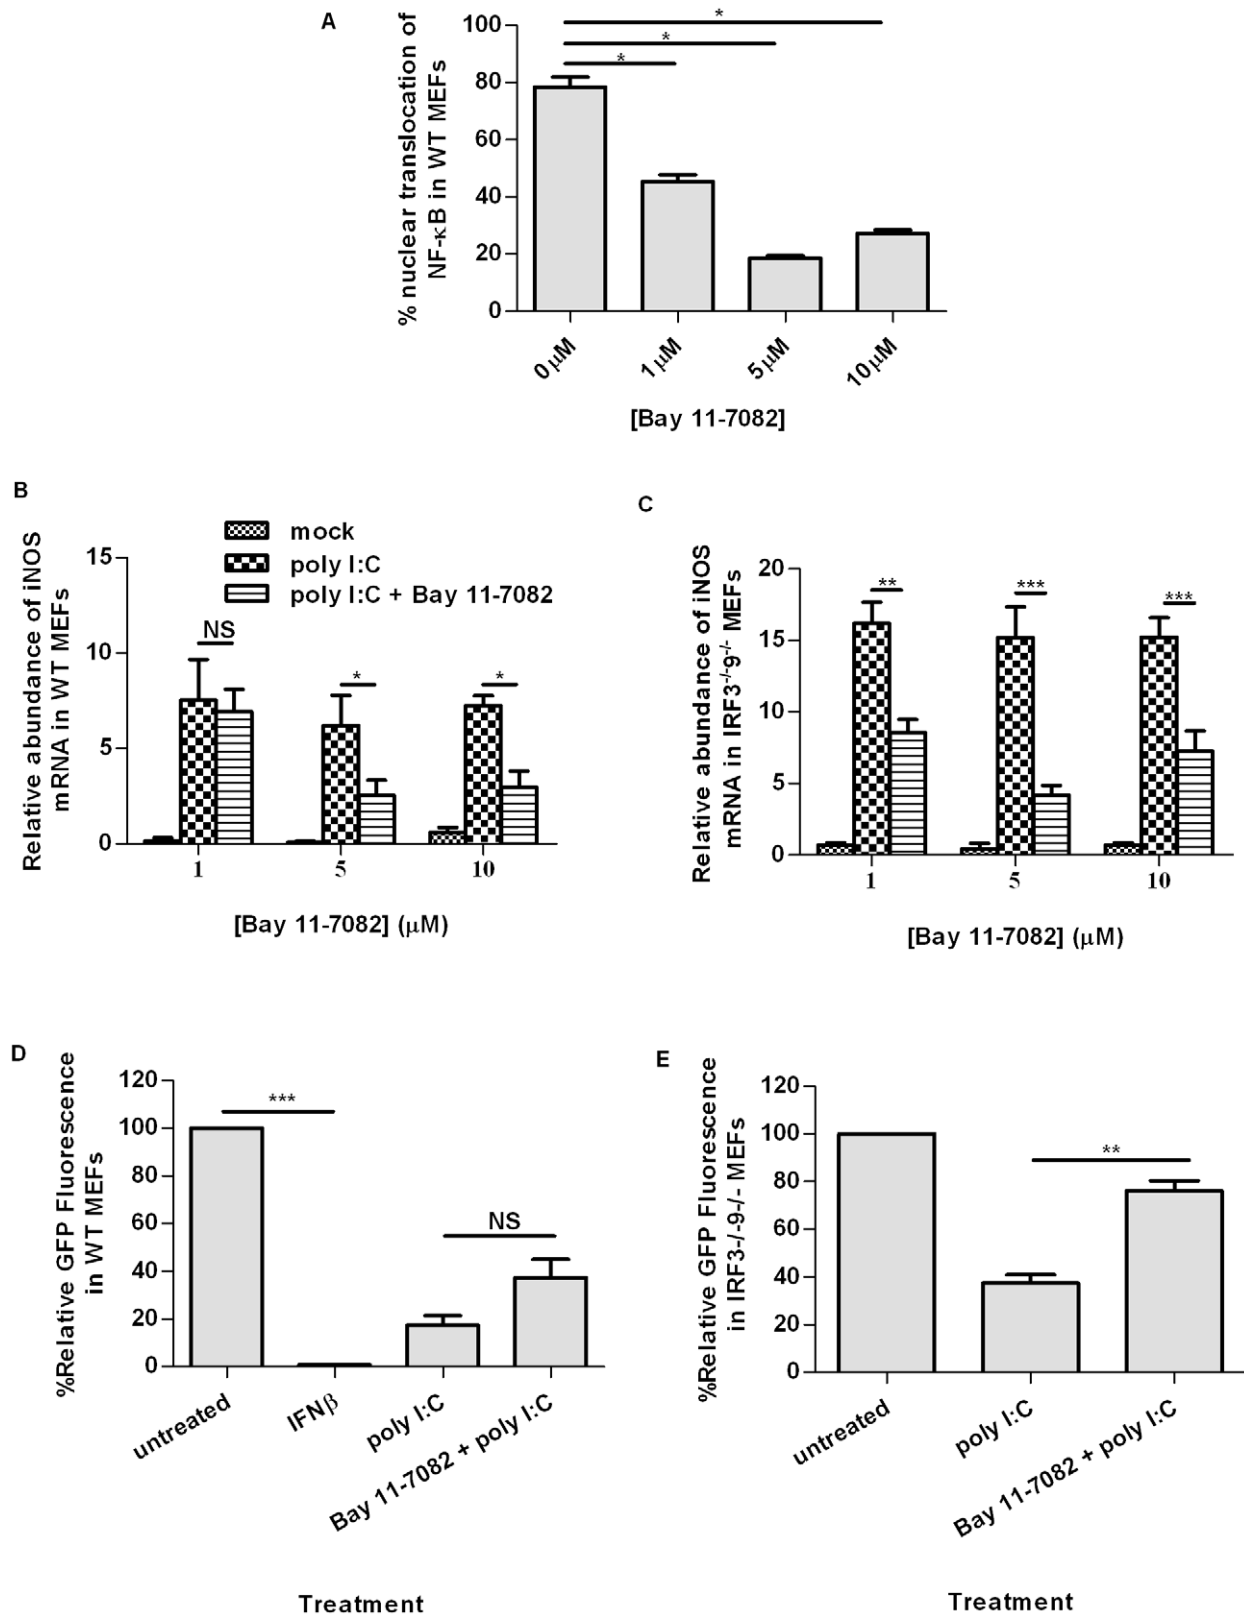 A
% nuclear translocation of
NF-κB in WT MEFs
100
80
60
40
20
0
*
*
*
0μM
1μM
5μM
10μM
[Bay 11-7082]
B
Relative abundance of iNOS
mRNA in WT MEFs
mock
poly I:C
poly I:C + Bay 11-7082
15
10
5
0
NS
*
*
1
5
10
[Bay 11-7082] (μM)
C
Relative abundance of iNOS
mRNA in IRF3-/-9-/- MEFs
20
15
10
5
0
**
***
***
1
5
10
[Bay 11-7082] (μM)
D
%Relative GFP Fluorescence
in WT MEFs
120
100
80
60
40
20
0
***
NS
untreated
IFNβ
poly I:C
Bay 11-7082 + poly I:C
Treatment
E
%Relative GFP Fluorescence
in IRF3-/-9-/- MEFs
120
100
80
60
40
20
0
**
untreated
poly I:C
Bay 11-7082 + poly I:C
Treatment